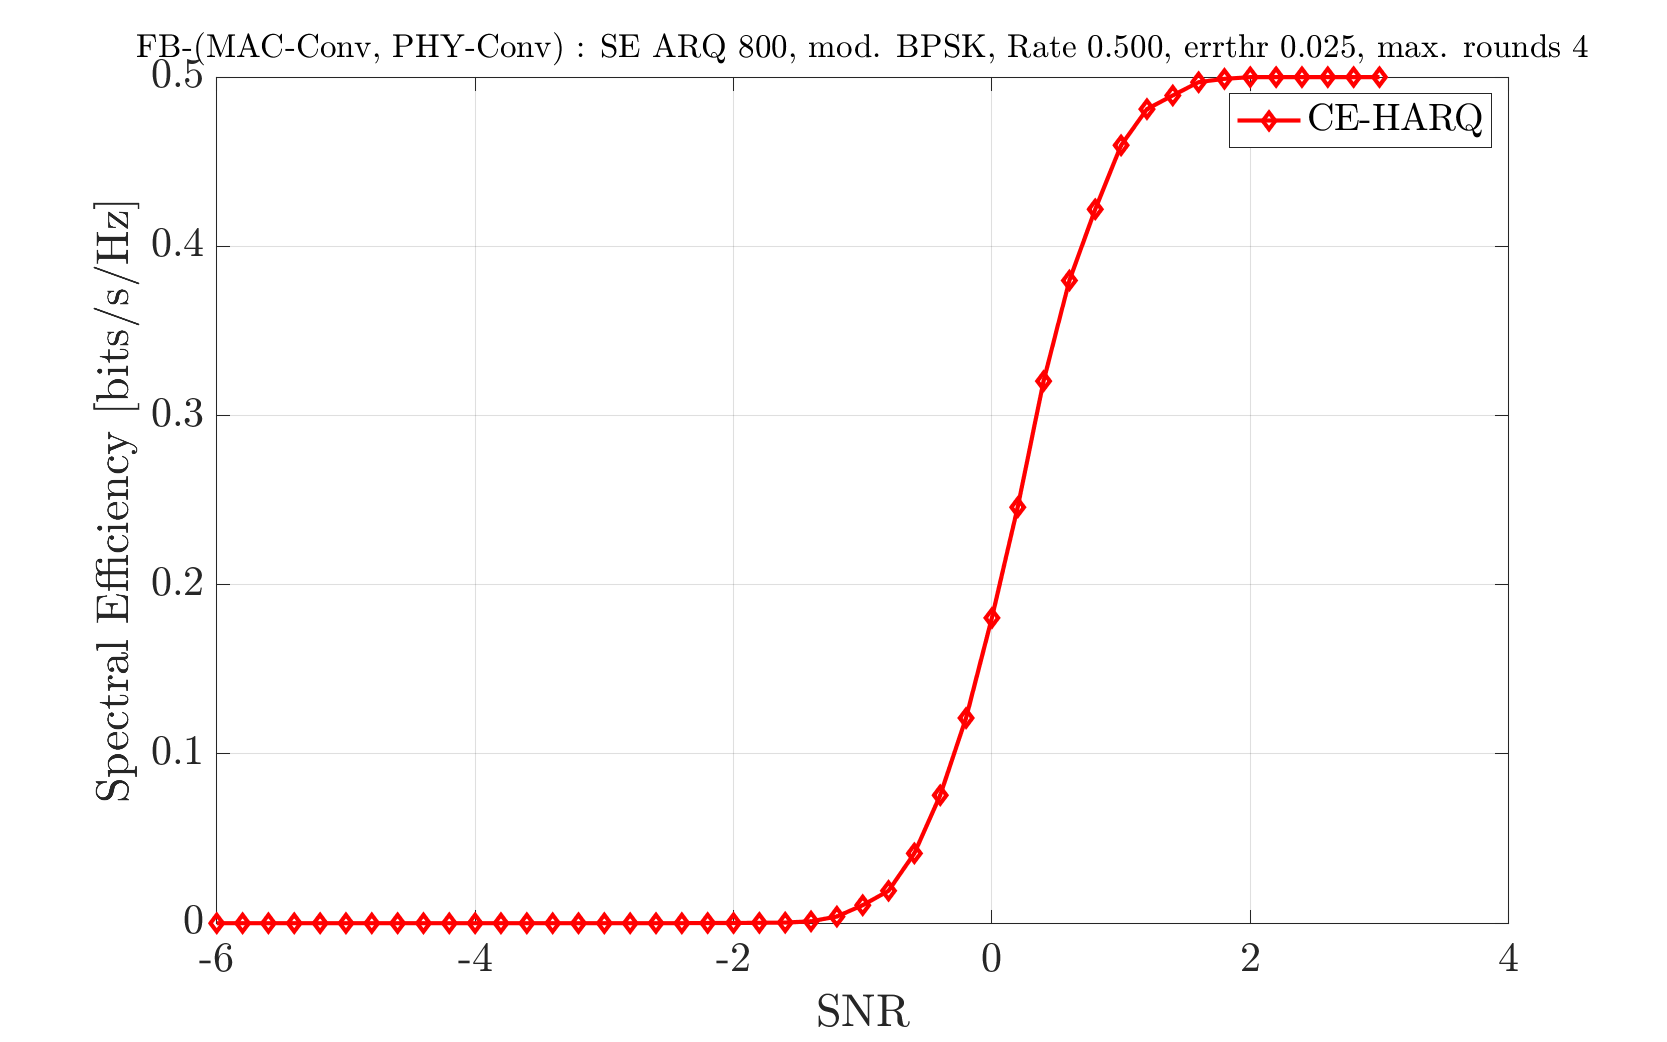 FB-(MAC-Conv, PHY-Conv) : SE ARQ 800, mod. BPSK, Rate 0.500, errthr 0.025, max. rounds 4
0.5
CE-HARQ
0.4
0.3
0.2
0.1
0
Spectral Efficiency [bits/s/Hz]
-6 -4 -2 0 2 4
SNR